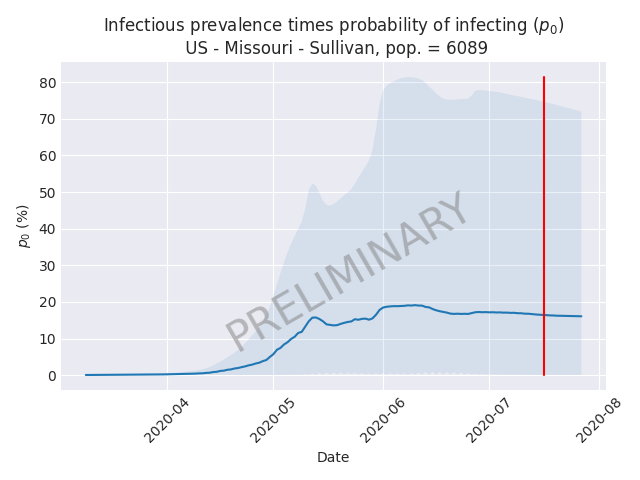 Infectious prevalence times probability of infecting (p₀)
US - Missouri - Sullivan, pop. = 6089
80
70
60
50
40
30
20
10
0
p₀ (%)
PRELIMINARY
2020-04
2020-05
2020-06
2020-07
2020-08
Date